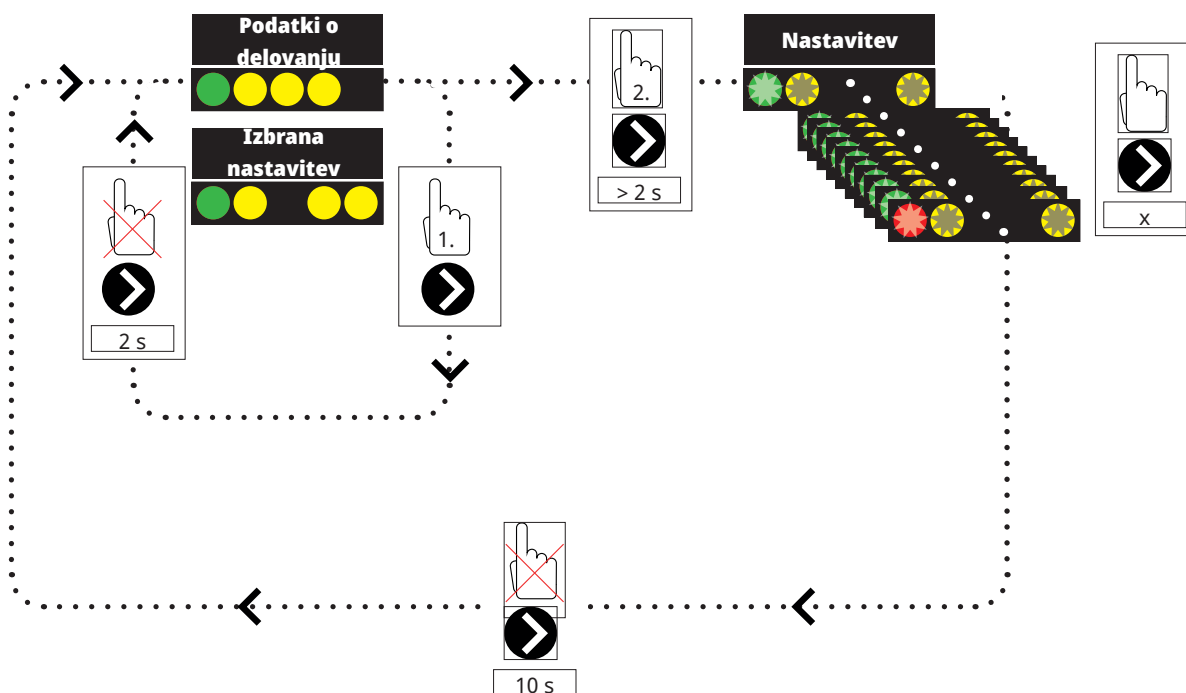 Podatki o
delovanju
Izbrana
nastavitev
2 s
1.
2.
> 2 s
Nastavitev
x
10 s